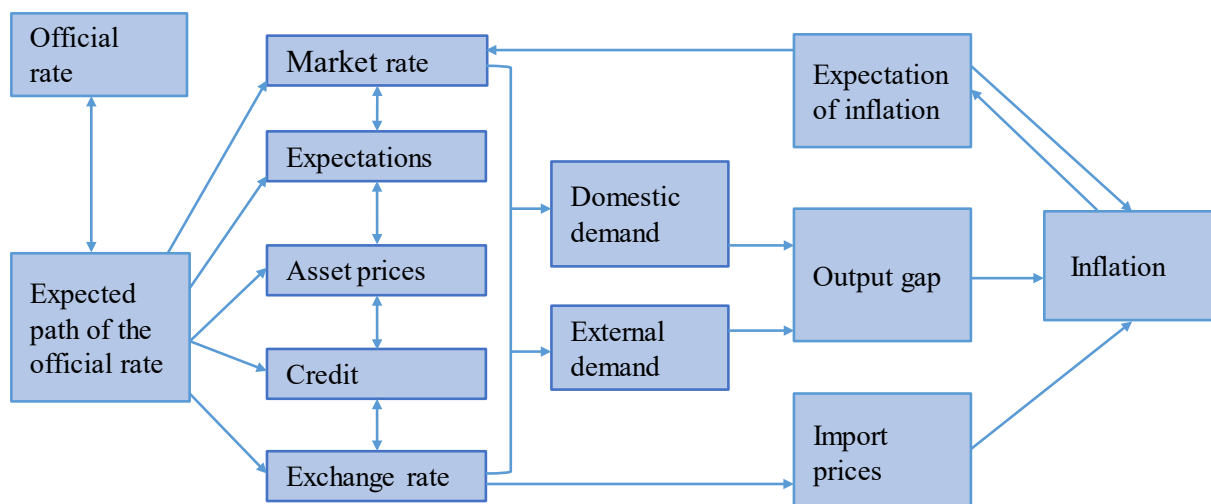 Official
rate
Expected
path of the
official rate
Market rate
Expectations
Asset prices
Credit
Exchange rate
Domestic
demand
External
demand
Expectation
of inflation
Output gap
Import
prices
Inflation